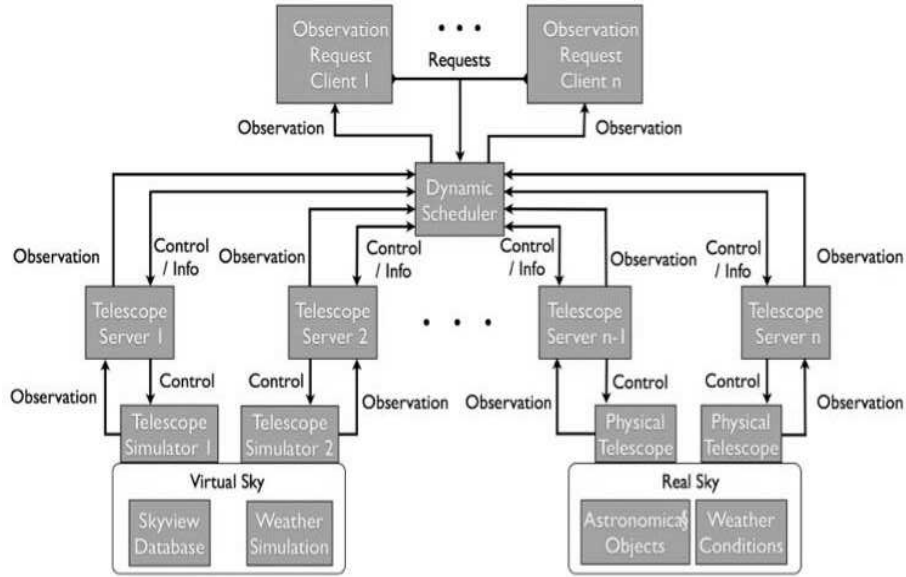 Observation
Request
Client 1
• • •
Requests
Observation
Request
Client n
Observation
Observation
Dynamic
Scheduler
Observation
Control
/ Info
Observation
Control
/ Info
Control
/ Info
Observation
Control
/ Info
Observation
Telescope
Server 1
Telescope
Server 2
• • •
Telescope
Server n-1
Telescope
Server n
Observation
Control
Control
Observation
Observation
Control
Control
Observation
Telescope
Simulator 1
Telescope
Simulator 2
Physical
Telescope
Physical
Telescope
Virtual Sky
Skyview
Database
Weather
Simulation
Real Sky
Astronomical§
Objects
Weather
Conditions